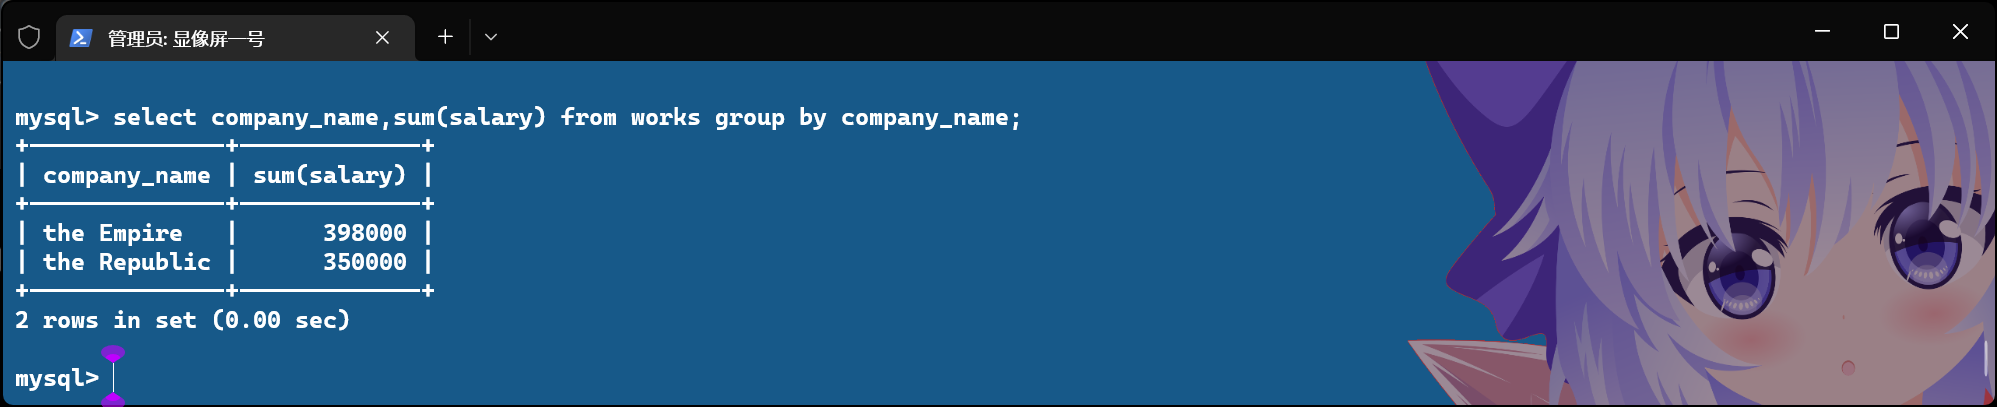 管理员: 显像屏一号
mysql> select company_name,sum(salary) from works group by company_name;
+--------------+-------------+
| company_name | sum(salary) |
+--------------+-------------+
| the Empire   |      398000 |
| the Republic |      350000 |
+--------------+-------------+
2 rows in set (0.00 sec)
mysql>